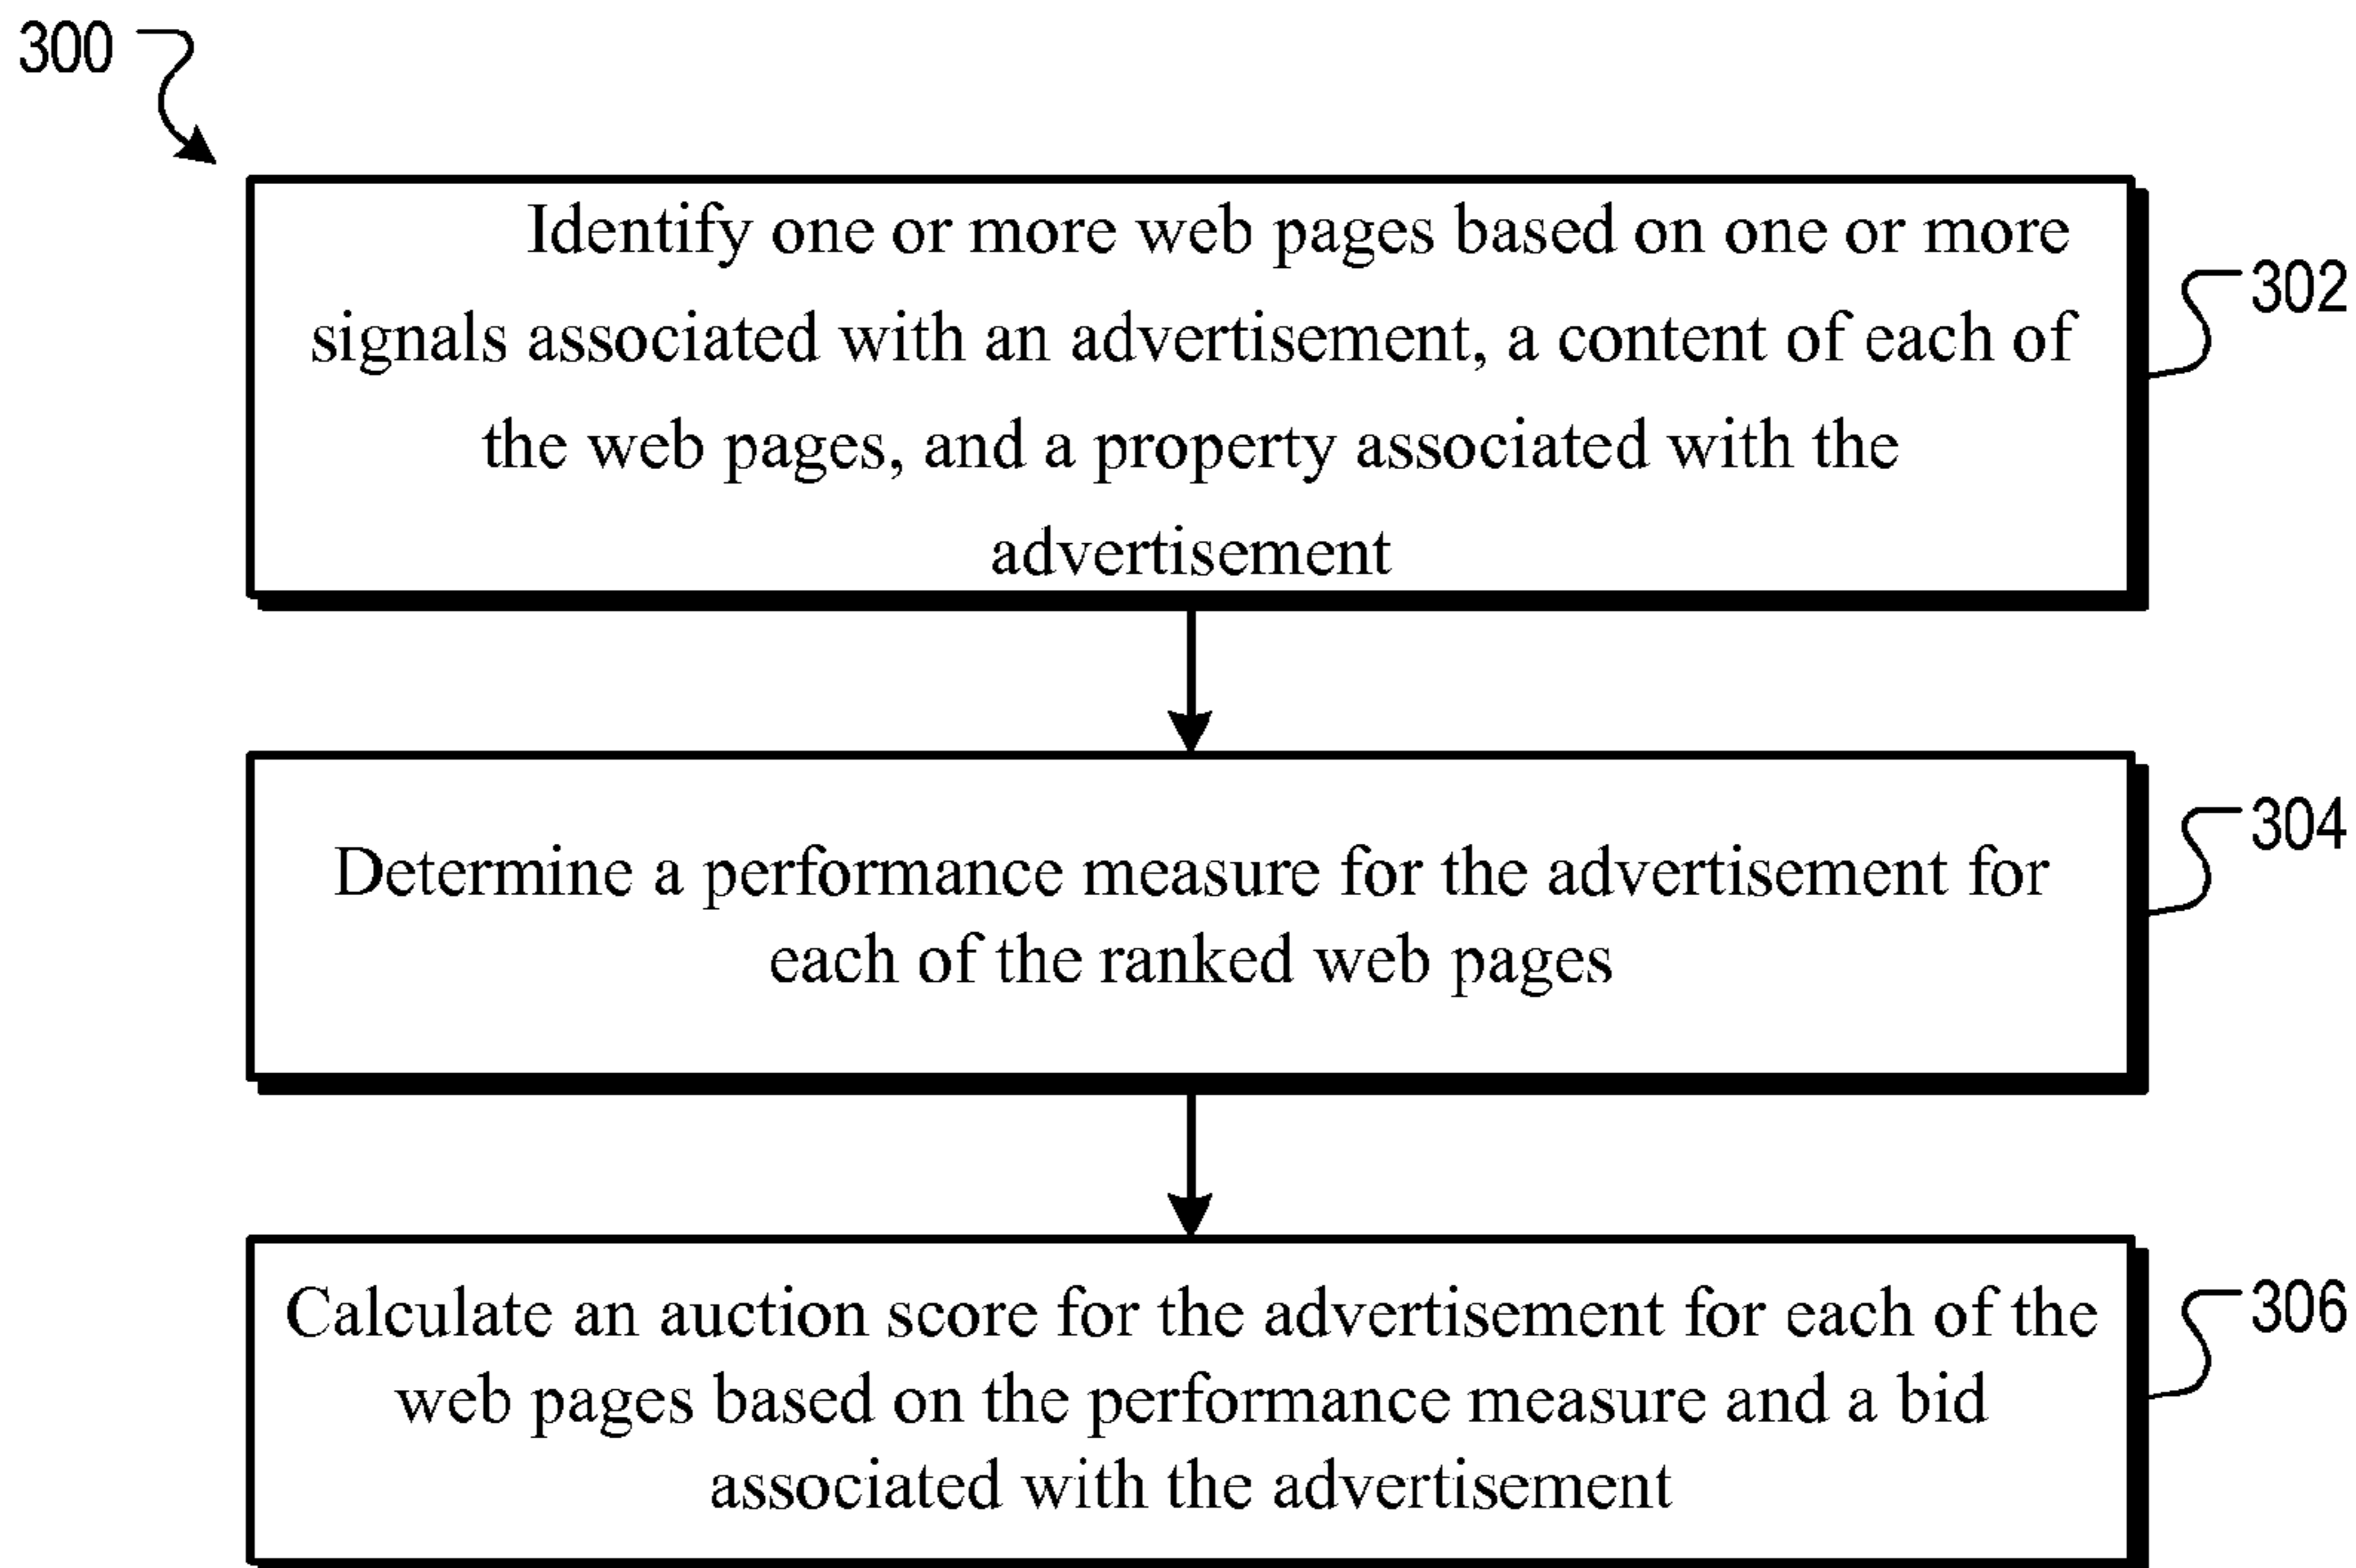 300
Identify one or more web pages based on one or more
signals associated with an advertisement, a content of each of
302
the web pages, and a property associated with the
advertisement
304
Determine a performance measure for the advertisement for
each of the ranked web pages
306
Calculate an auction score for the advertisement for each of the
web pages based on the performance measure and a bid
associated with the advertisement